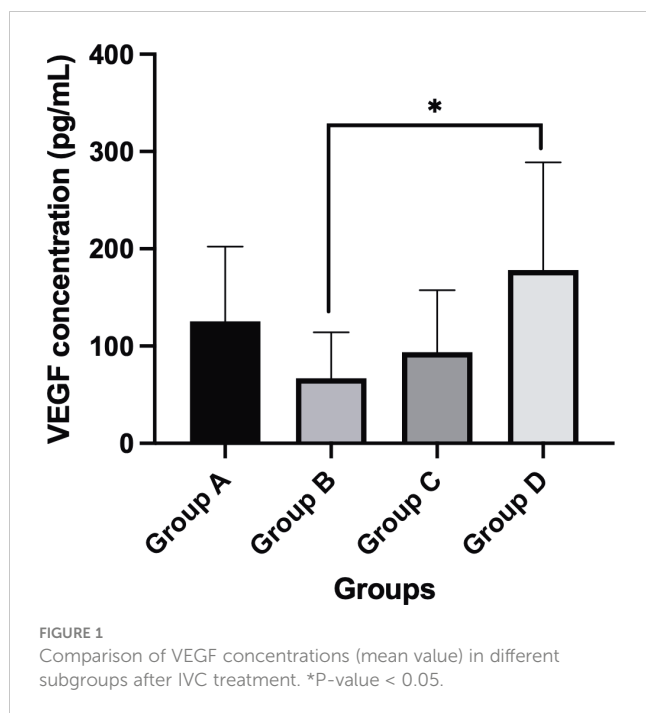 400
300
200
100
0
VEGF concentration (pg/mL)
*
Group A
Group B
Group C
Group D
Groups
FIGURE 1
Comparison of VEGF concentrations (mean value) in different
subgroups after IVC treatment. *P-value < 0.05.